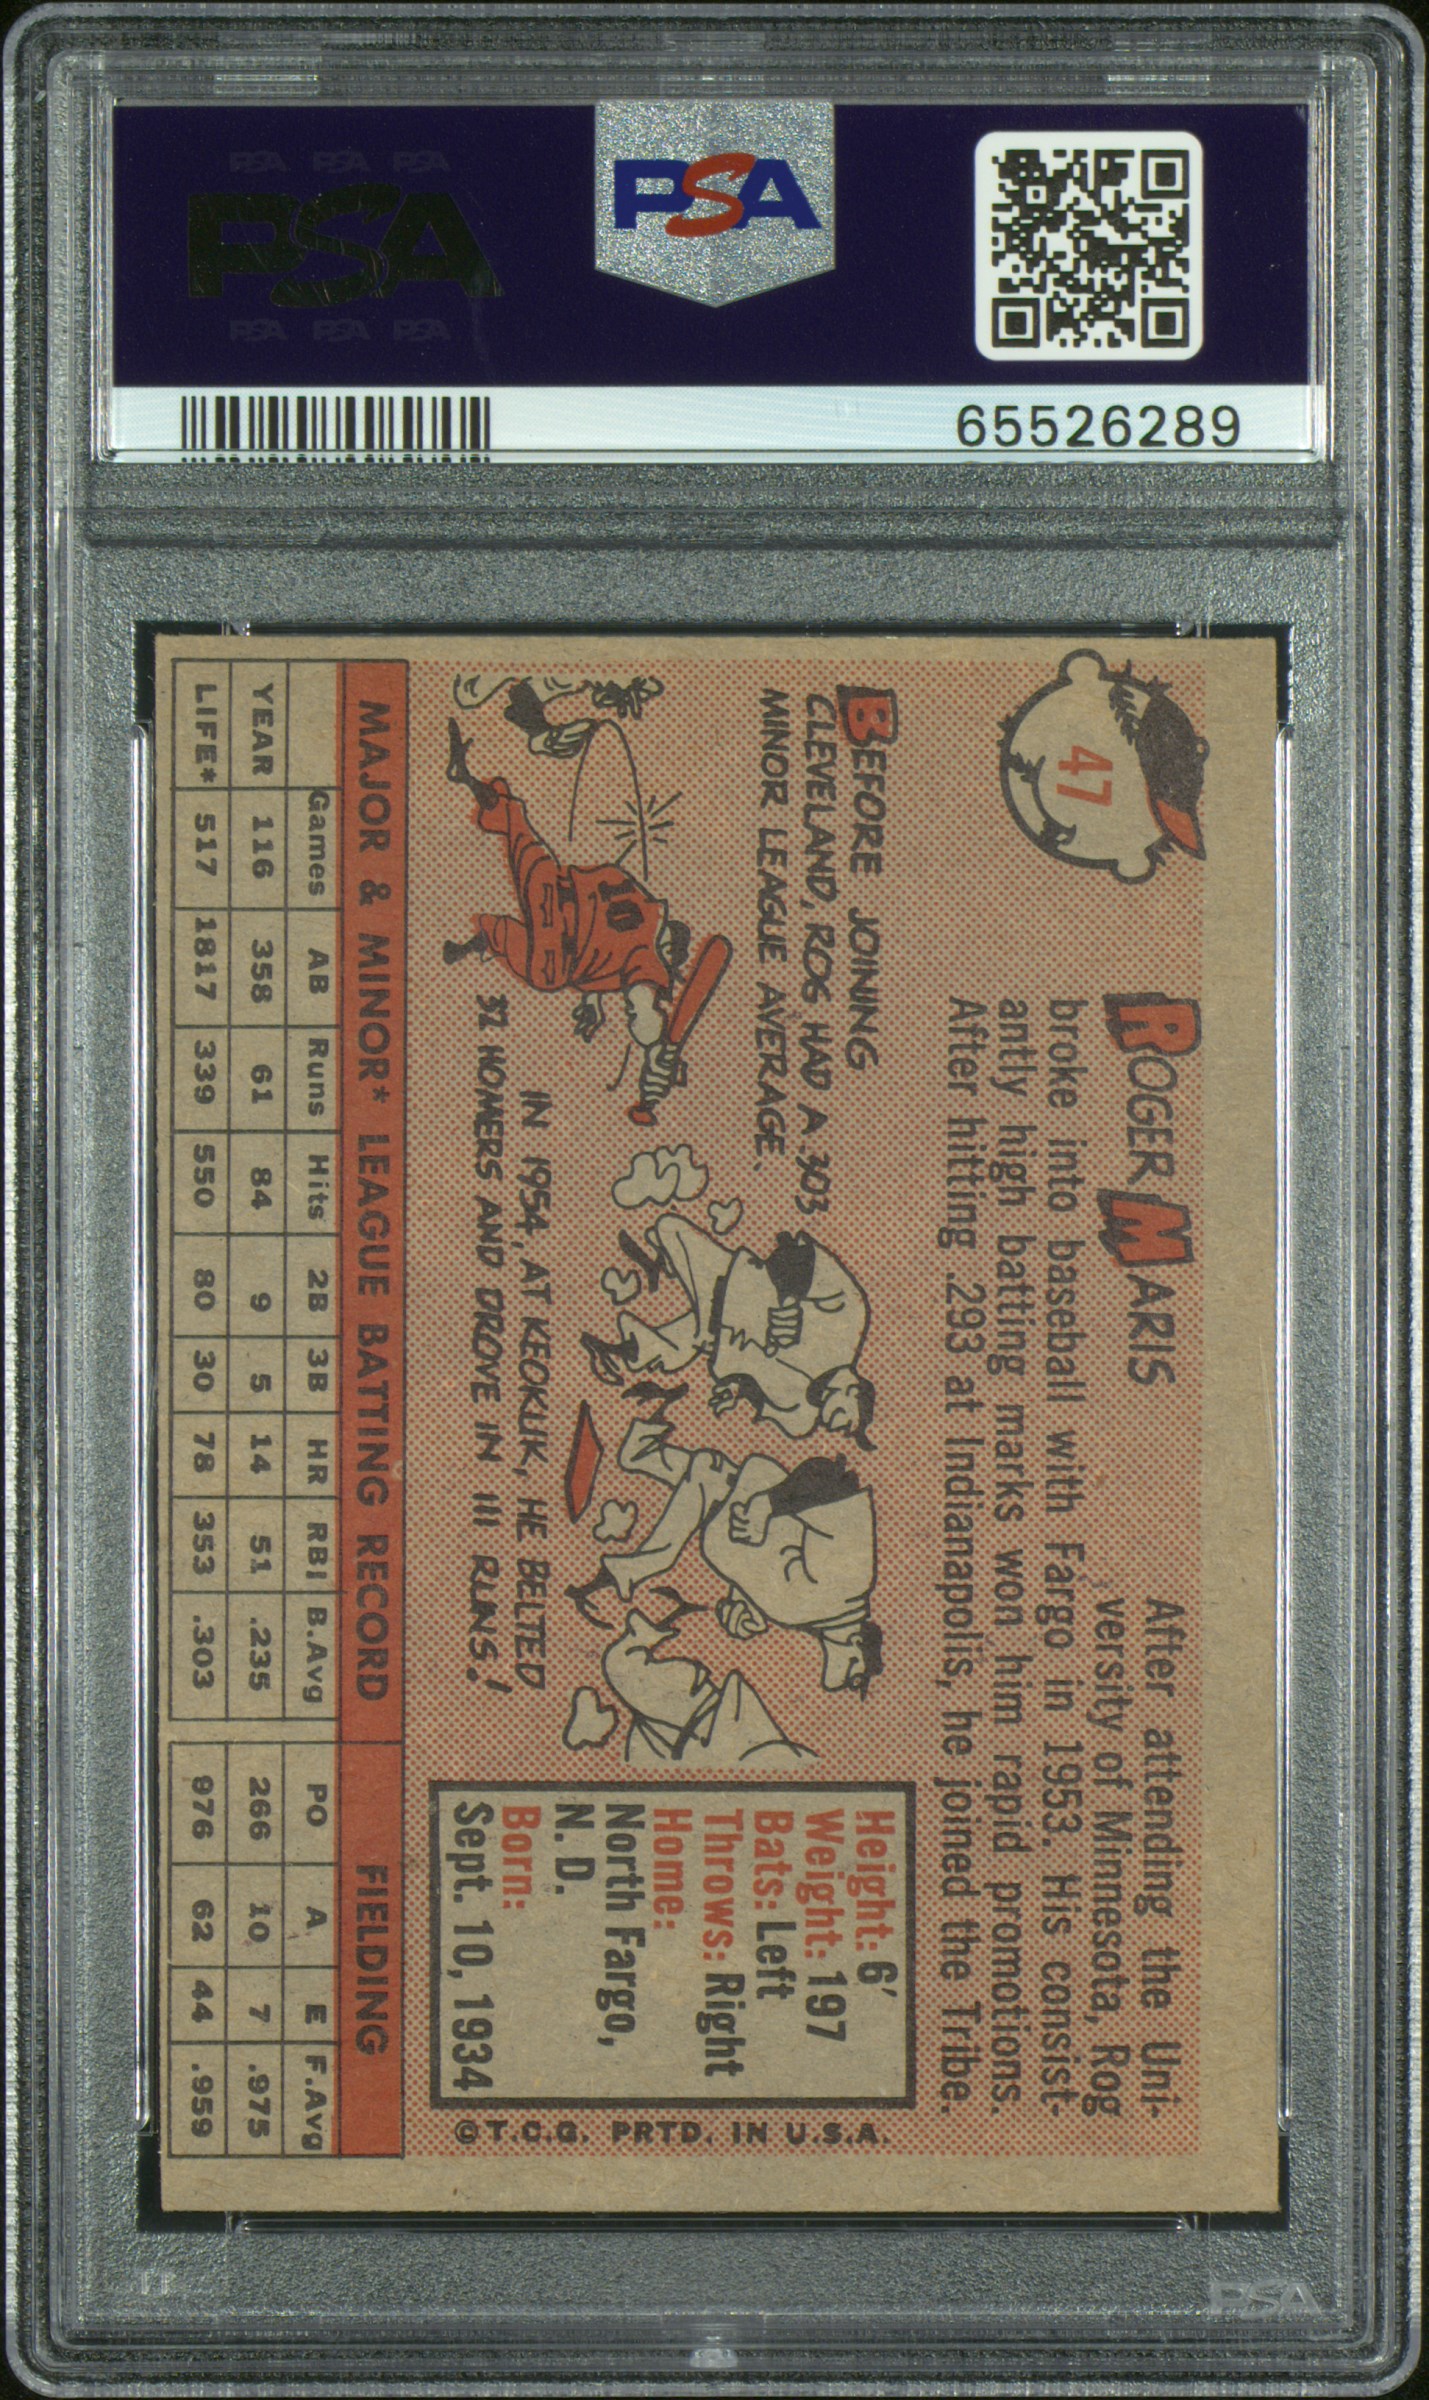 PSA PSA PSA
PSA
PSA PSA PSA
PSA
65526289
47
ROGER MARIS
After attending the Uni-
versity of Minnesota, Rog
broke into baseball with Fargo in 1953. His consist-
antly high batting marks won him rapid promotions.
After hitting .293 at Indianapolis, he joined the Tribe.
BEFORE JOINING
CLEVELAND, ROG HAD A .303
MINOR LEAGUE AVERAGE.
10
IN 1954, AT KEOKUK, HE BELTED
32 HOMERS AND DROVE IN 111 RUNS!
Height: 6'
Weight: 197
Bats: Left
Throws: Right
Home:
North Fargo,
N. D.
Born:
Sept. 10, 1934
©T.C.G. PRTD. IN U.S.A.
MAJOR & MINOR* LEAGUE BATTING RECORD FIELDING
Games AB Runs Hits 2B 3B HR RBI B.Avg PO A E F.Avg
YEAR 116 358 61 84 9 5 14 51 .235 266 10 7 .975
LIFE* 517 1817 339 550 80 30 78 353 .303 976 62 44 .959
PSA